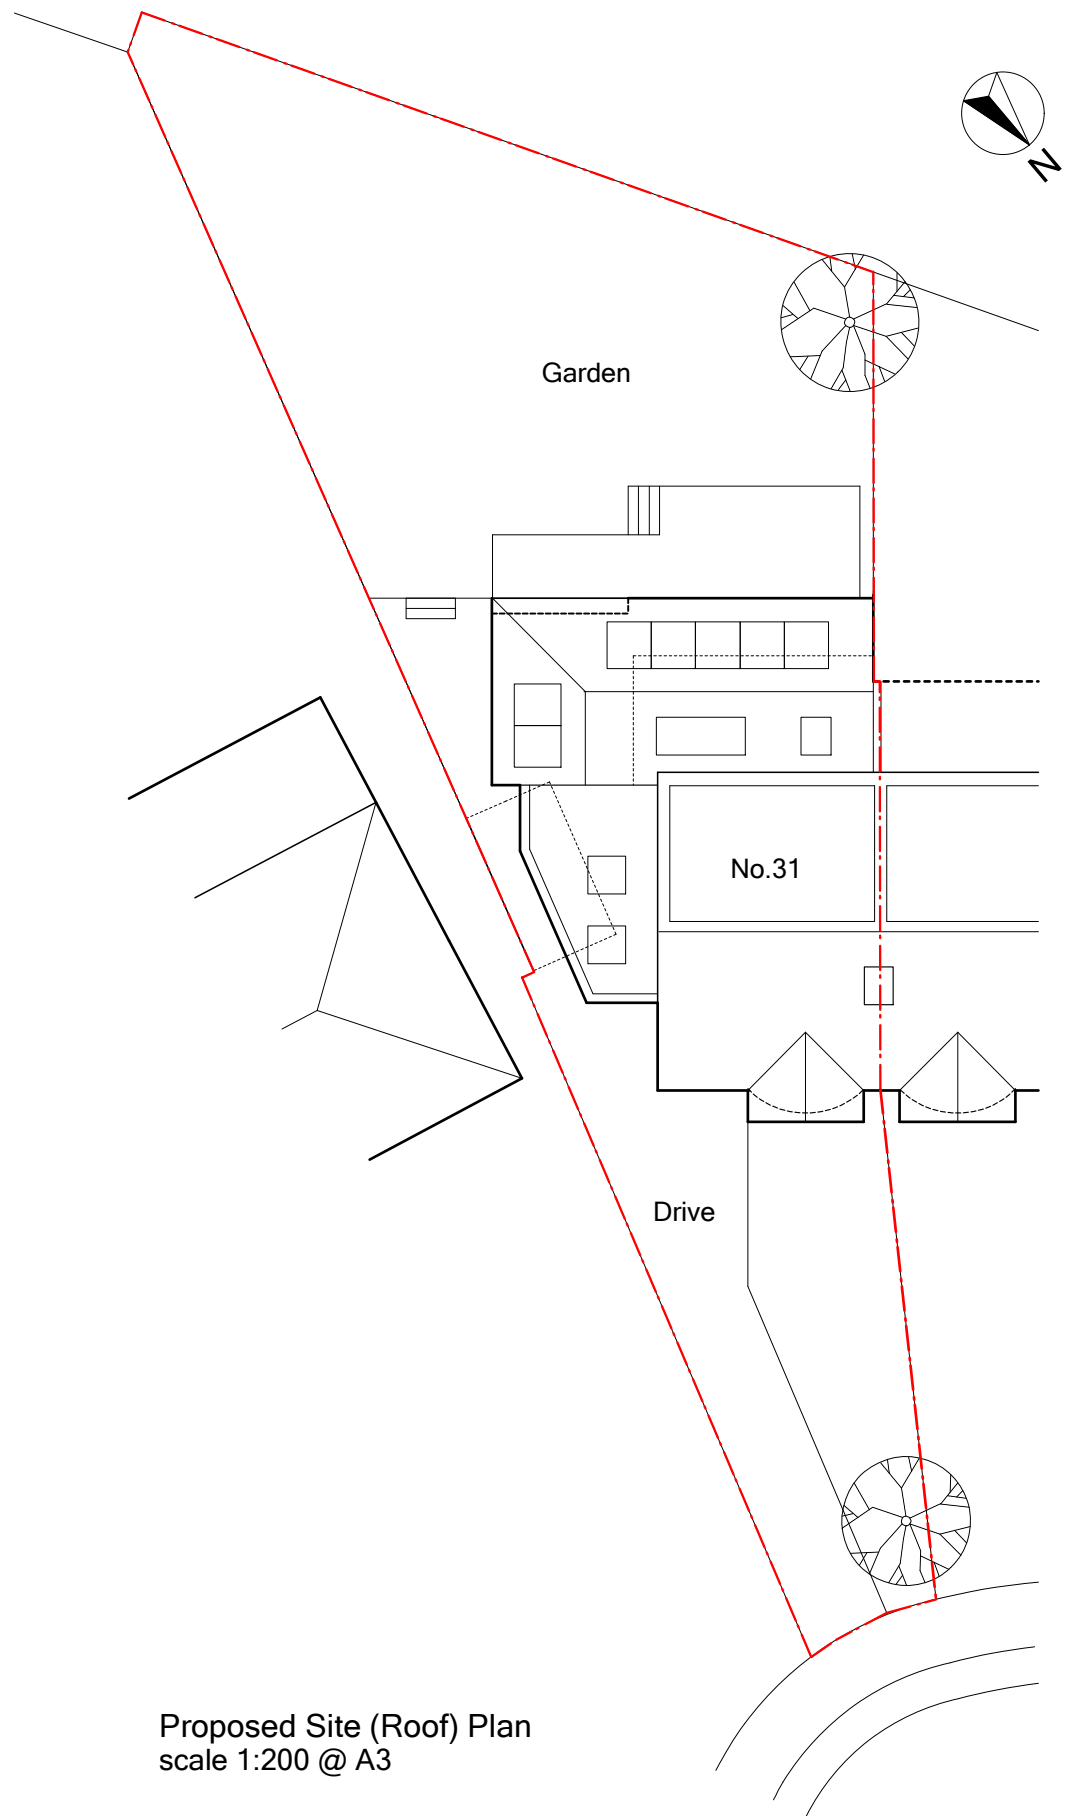 N
Garden
No.31
Drive
Proposed Site (Roof) Plan
scale 1:200 @ A3